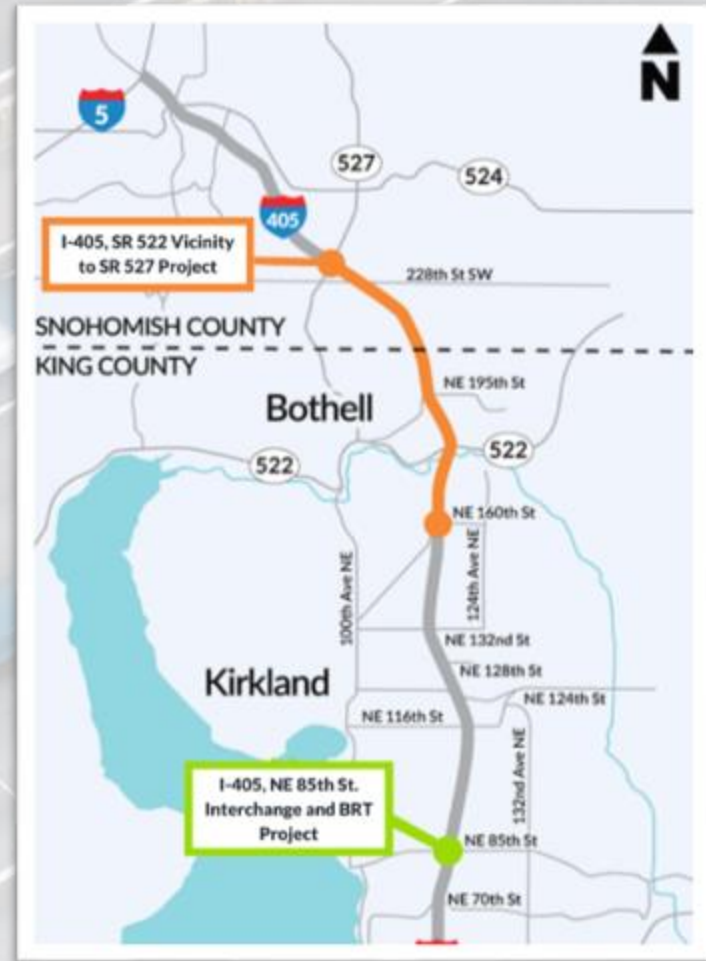 N
5
527
524
405
I-405, SR 522 Vicinity
to SR 527 Project
228th St SW
SNOHOMISH COUNTY
KING COUNTY
NE 195th St
Bothell
522
522
NE 160th St
100th Ave NE
124th Ave NE
NE 132nd St
NE 128th St
Kirkland
NE 124th St
NE 116th St
132nd Ave NE
I-405, NE 85th St.
Interchange and BRT
Project
NE 85th St
NE 70th St